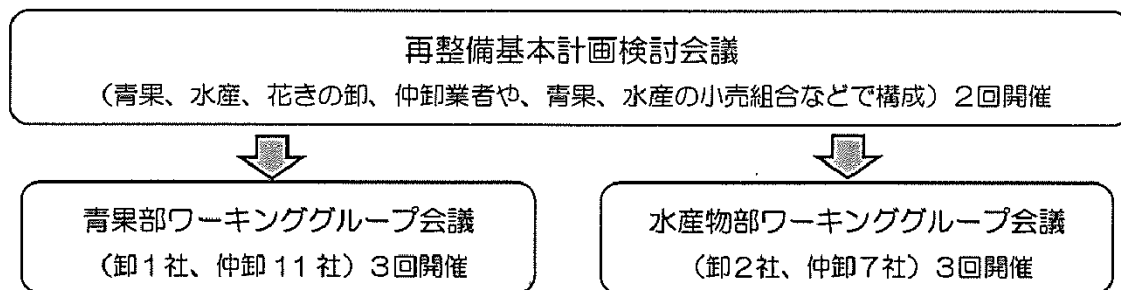 再整備基本計画検討会議
(青果、水産、花きの卸、仲卸業者や、青果、水産の小売組合などで構成)2回開催
青果部ワーキンググループ会議
(卸1社、仲卸11社)3回開催
水産物部ワーキンググループ会議
(卸2社、仲卸7社)3回開催